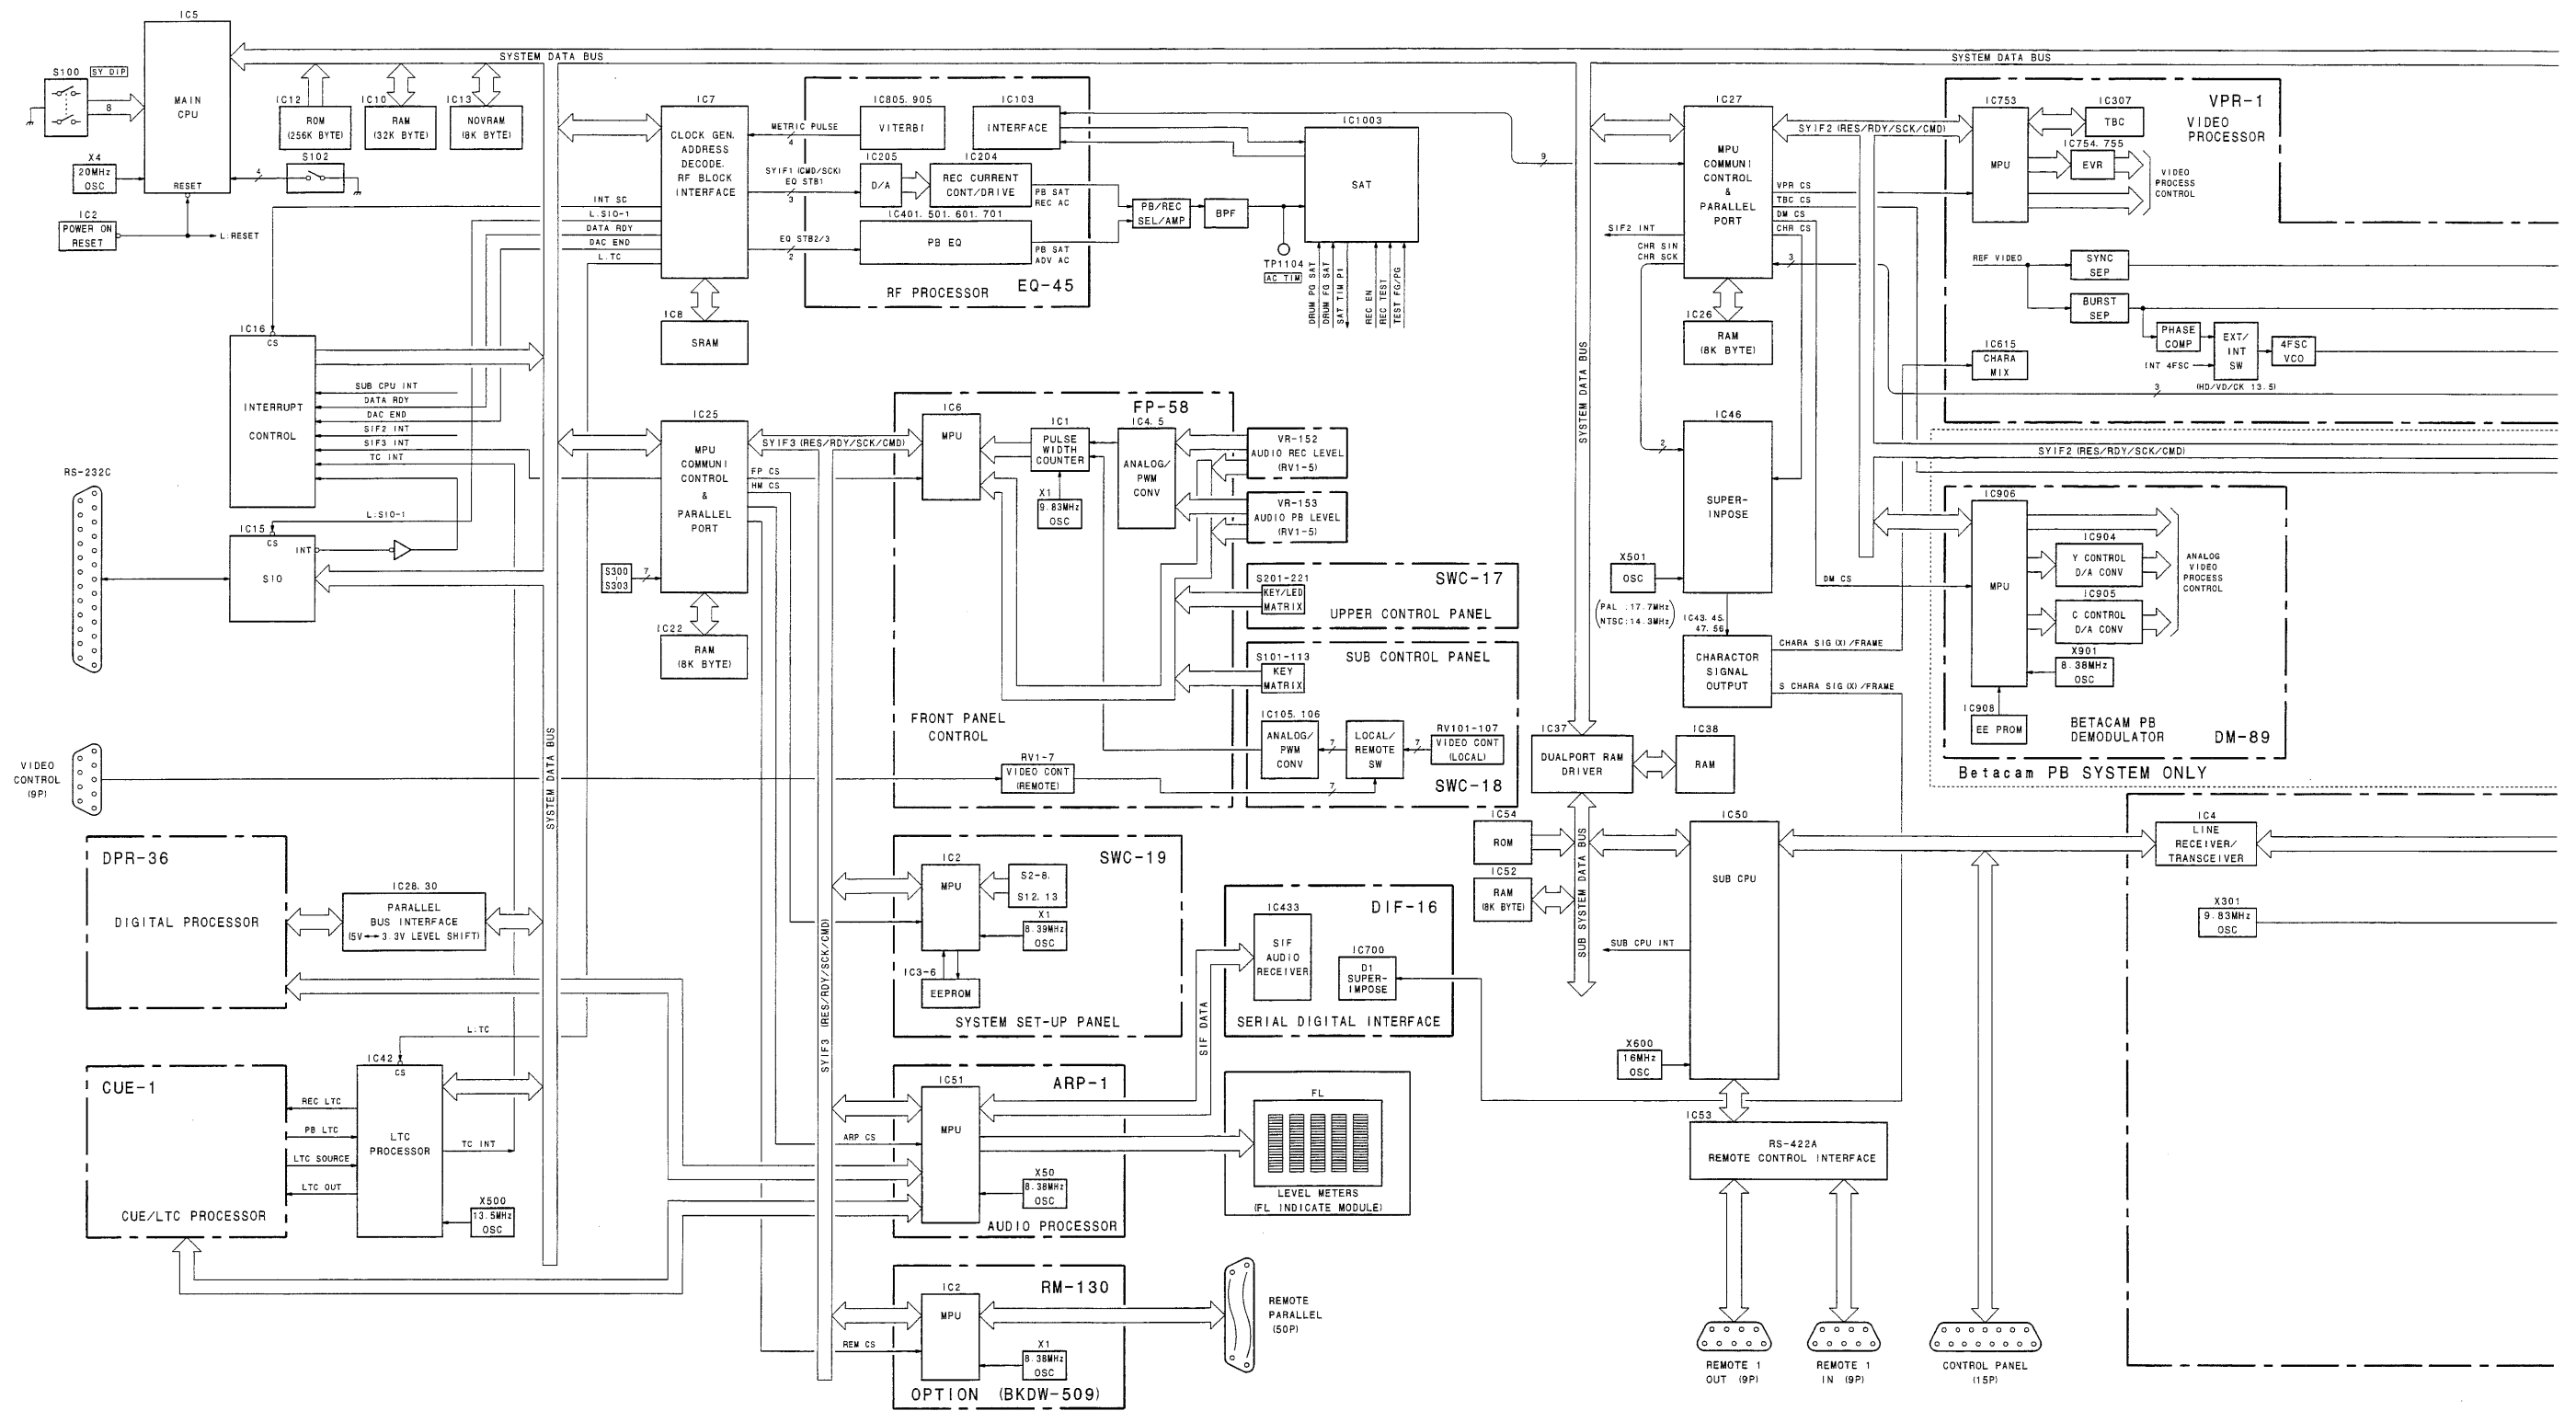 IC5
MAIN
CPU
RESET
S100
SY DIP
8
X4
20MHz
OSC
IC2
POWER ON
RESET
L:RESET
4
S102
IC12
ROM
(256K BYTE)
IC10
RAM
(32K BYTE)
IC13
NOVRAM
(8K BYTE)
SYSTEM DATA BUS
IC7
CLOCK GEN.
ADDRESS
DECODE.
RF BLOCK
INTERFACE
INT SC
L:SIO-1
DATA RDY
DAC END
L.TC
IC8
SRAM
METRIC PULSE
4
SYIF1 (CMD/SCK)
EQ STB1
3
EQ STB2/3
2
IC805. 905
VITERBI
IC103
INTERFACE
IC205
D/A
IC204
REC CURRENT
CONT/DRIVE
PB SAT
REC AC
IC401. 501. 601. 701
PB EQ
PB SAT
ADV AC
RF PROCESSOR
EQ-45
PB/REC
SEL/AMP
BPF
TP1104
AC TIM
IC1003
SAT
DRUM PG SAT
DRUM FG SAT
SAT TIM PI
REC EN
REC TEST
TEST FG/PG
9
SYSTEM DATA BUS
SYSTEM DATA BUS
IC27
MPU
COMMUNI
CONTROL
&
PARALLEL
PORT
SIF2 INT
CHR SIN
CHR SCK
VPR CS
TBC CS
DM CS
CHR CS
3
SYIF2 (RES/RDY/SCK/CMD)
IC26
RAM
(8K BYTE)
IC753
MPU
IC307
TBC
IC754. 755
EVR
VPR-1
VIDEO
PROCESSOR
VIDEO
PROCESS
CONTROL
REF VIDEO
SYNC
SEP
BURST
SEP
PHASE
COMP
EXT/
INT
SW
4FSC
VCO
INT 4FSC
IC615
CHARA
MIX
(HD/VD/CK 13.5)
3
SYIF2 (RES/RDY/SCK/CMD)
IC16
CS
INTERRUPT
CONTROL
SUB CPU INT
DATA RDY
DAC END
SIF2 INT
SIF3 INT
TC INT
L:SIO-1
RS-232C
IC15
CS
INT
SIO
IC25
MPU
COMMUNI
CONTROL
&
PARALLEL
PORT
S300
S303
7
FP CS
HM CS
SYIF3 (RES/RDY/SCK/CMD)
IC22
RAM
(8K BYTE)
FP-58
IC6
MPU
IC1
PULSE
WIDTH
COUNTER
X1
9.83MHz
OSC
IC4. 5
ANALOG/
PWM
CONV
VR-152
AUDIO REC LEVEL
(RV1-5)
VR-153
AUDIO PB LEVEL
(RV1-5)
SWC-17
S201-221
KEY/LED
MATRIX
UPPER CONTROL PANEL
S101-113
KEY
MATRIX
SUB CONTROL PANEL
IC105. 106
ANALOG/
PWM
CONV
7
LOCAL/
REMOTE
SW
7
RV101-107
VIDEO CONT
(LOCAL)
SWC-18
FRONT PANEL
CONTROL
RV1-7
VIDEO CONT
(REMOTE)
7
IC46
SUPER-
INPOSE
2
X501
OSC
(PAL :17.7MHz
NTSC:14.3MHz)
IC43. 45.
47. 56
CHARACTOR
SIGNAL
OUTPUT
CHARA SIG(X)/FRAME
S CHARA SIG(X)/FRAME
DM CS
IC906
MPU
IC904
Y CONTROL
D/A CONV
IC905
C CONTROL
D/A CONV
ANALOG
VIDEO
PROCESS
CONTROL
X901
8.38MHz
OSC
IC908
EE PROM
BETACAM PB
DEMODULATOR
DM-89
Betacam PB SYSTEM ONLY
VIDEO
CONTROL
(9P)
SYSTEM DATA BUS
IC37
DUALPORT RAM
DRIVER
IC38
RAM
IC54
ROM
IC52
RAM
(8K BYTE)
SUB SYSTEM DATA BUS
IC50
SUB CPU
SUB CPU INT
X600
16MHz
OSC
IC4
LINE
RECEIVER/
TRANSCEIVER
X301
9.83MHz
OSC
DPR-36
DIGITAL PROCESSOR
IC28. 30
PARALLEL
BUS INTERFACE
(5V↔3.3V LEVEL SHIFT)
L:TC
SYIF3 (RES/RDY/SCK/CMD)
SWC-19
IC2
MPU
S2-8.
S12. 13
X1
8.39MHz
OSC
IC3-6
EEPROM
SYSTEM SET-UP PANEL
DIF-16
IC433
SIF
AUDIO
RECEIVER
IC700
D1
SUPER-
IMPOSE
SERIAL DIGITAL INTERFACE
SIF DATA
CUE-1
CUE/LTC PROCESSOR
REC LTC
PB LTC
LTC SOURCE
LTC OUT
IC42
CS
LTC
PROCESSOR
TC INT
X500
13.5MHz
OSC
ARP-1
IC51
MPU
ARP CS
X50
8.38MHz
OSC
AUDIO PROCESSOR
FL
LEVEL METERS
(FL INDICATE MODULE)
IC53
RS-422A
REMOTE CONTROL INTERFACE
RM-130
IC2
MPU
REM CS
X1
8.38MHz
OSC
OPTION (BKDW-509)
REMOTE
PARALLEL
(50P)
REMOTE 1
OUT (9P)
REMOTE 1
IN (9P)
CONTROL PANEL
(15P)